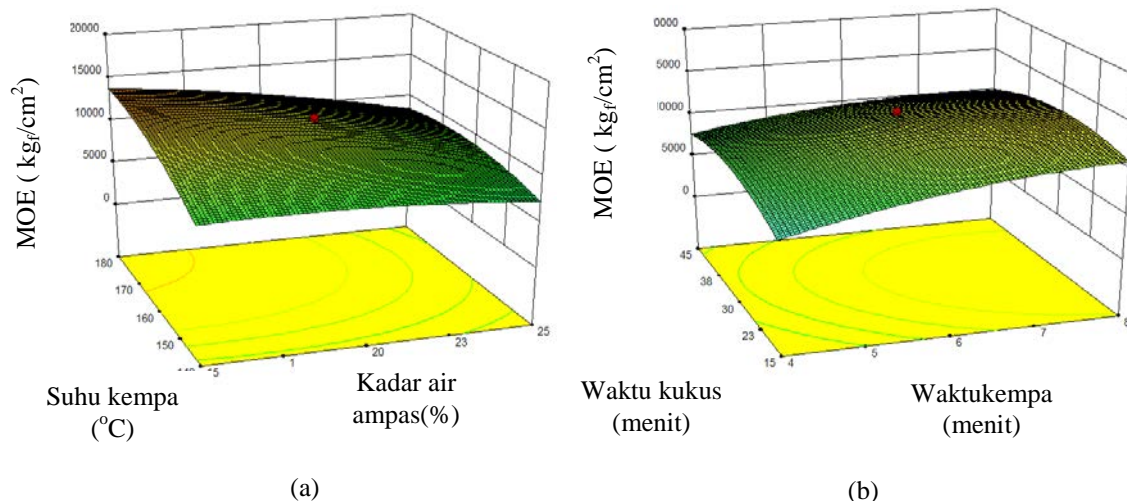 20000
15000
10000
5000
0
MOE ( kgf/cm2)
180
170
160
150
15
1
20
23
25
Suhu kempa
(oC)
Kadar air
ampas(%)
(a)
0000
5000
0000
5000
0
MOE ( kgf/cm2)
45
38
30
23
15
4
5
6
7
8
Waktu kukus
(menit)
Waktukempa
(menit)
(b)